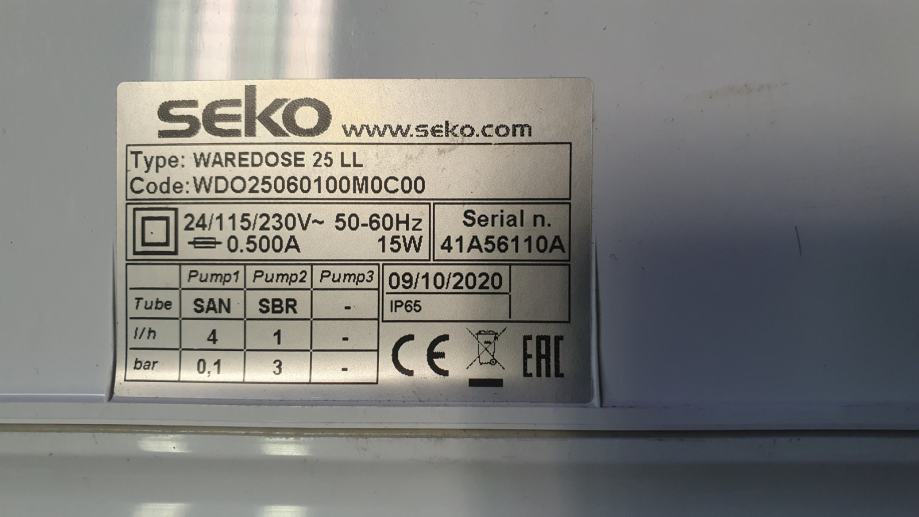 seko www.seko.com
Type: WAREDOSE 25 LL
Code: WDO25060100M0C00
24/115/230V~ 50-60Hz
0.500A 15W
Serial n.
41A56110A
Pump1 Pump2 Pump3
Tube SAN SBR -
l/h 4 1 -
bar 0,1 3 -
09/10/2020
IP65
CE EAC